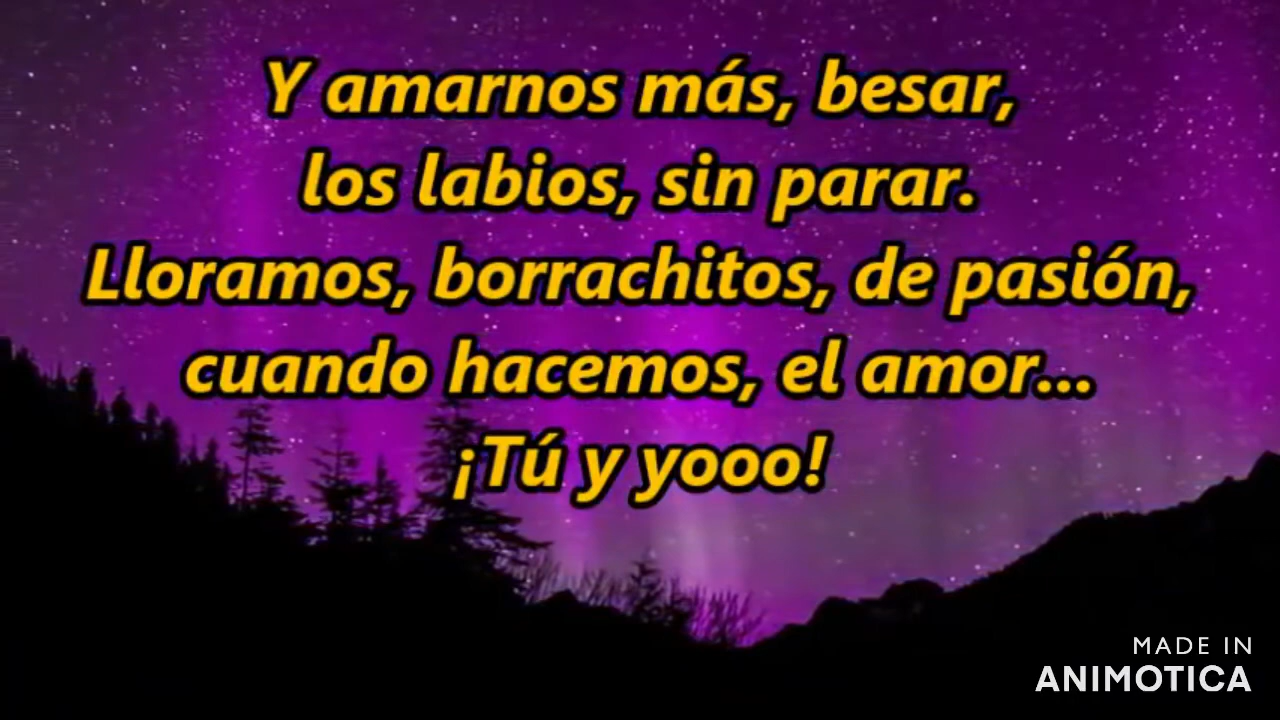 Y amarnos más, besar,
los labios, sin parar.
Lloramos, borrachitos, de pasión,
cuando hacemos, el amor...
¡Tú y yooo!
MADE IN
ANIMOTICA